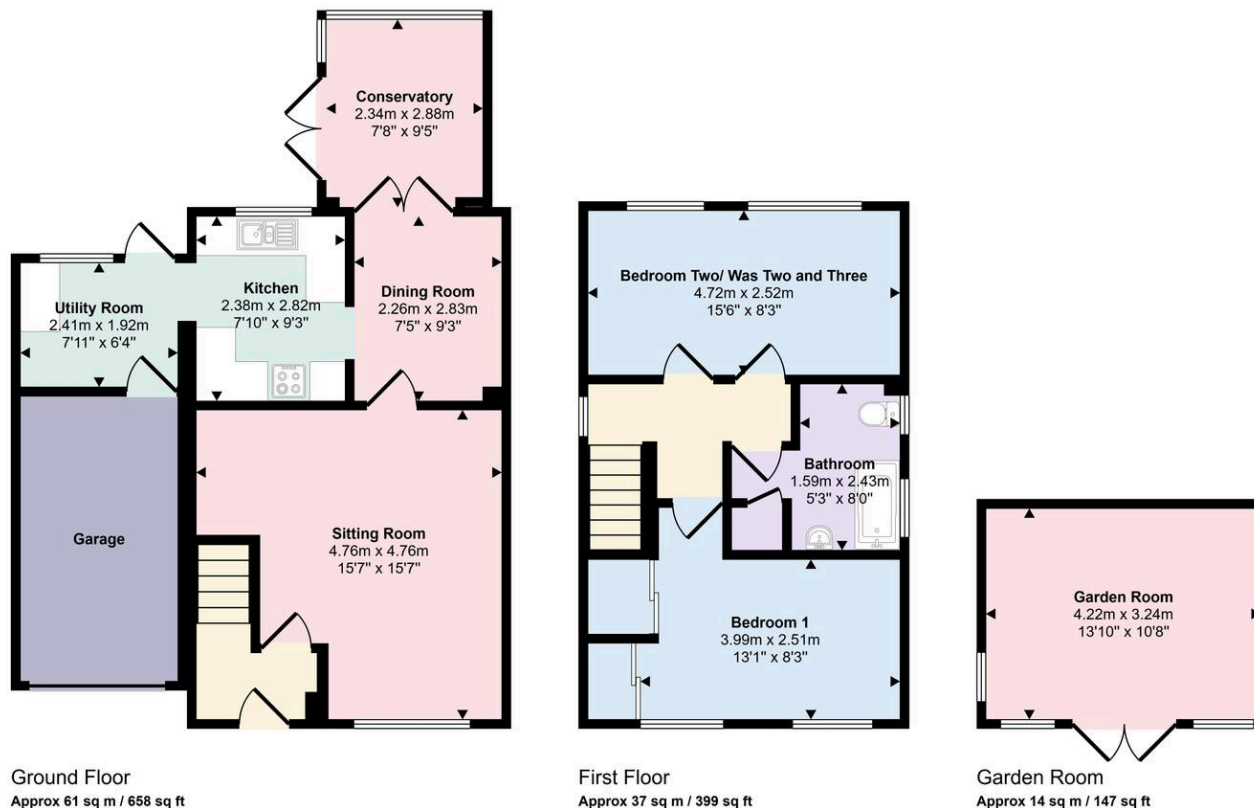 Conservatory
2.34m x 2.88m
7'8" x 9'5"
Kitchen
2.38m x 2.82m
7'10" x 9'3"
Dining Room
2.26m x 2.83m
7'5" x 9'3"
Utility Room
2.41m x 1.92m
7'11" x 6'4"
Garage
Sitting Room
4.76m x 4.76m
15'7" x 15'7"
Ground Floor
Approx 61 sq m / 658 sq ft
Bedroom Two/ Was Two and Three
4.72m x 2.52m
15'6" x 8'3"
Bathroom
1.59m x 2.43m
5'3" x 8'0"
Bedroom 1
3.99m x 2.51m
13'1" x 8'3"
First Floor
Approx 37 sq m / 399 sq ft
Garden Room
4.22m x 3.24m
13'10" x 10'8"
Garden Room
Approx 14 sq m / 147 sq ft